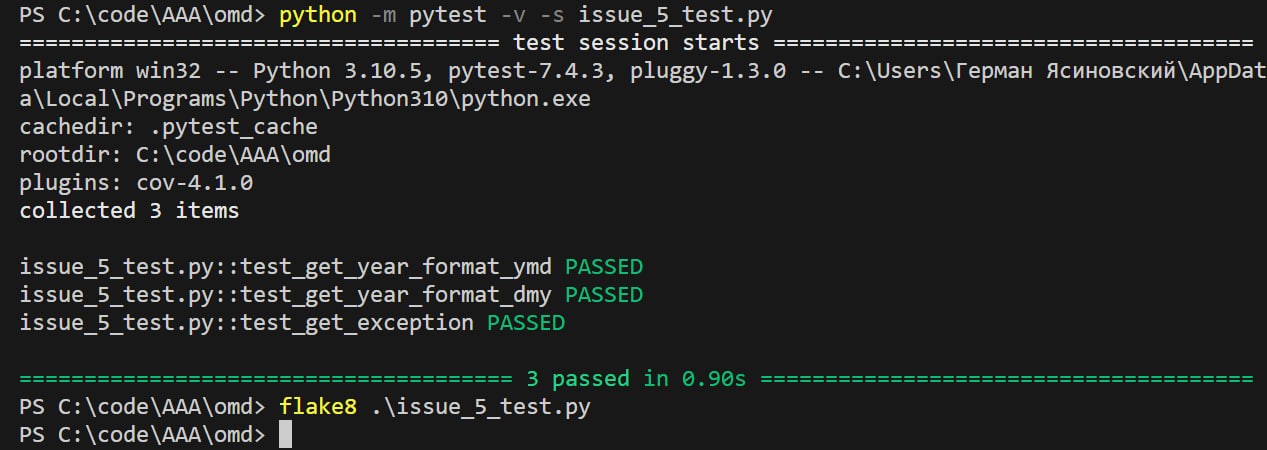 PS C:\code\AAA\omd> python -m pytest -v -s issue_5_test.py
===================================== test session starts =====================================
platform win32 -- Python 3.10.5, pytest-7.4.3, pluggy-1.3.0 -- C:\Users\Герман Ясиновский\AppDat
a\Local\Programs\Python\Python310\python.exe
cachedir: .pytest_cache
rootdir: C:\code\AAA\omd
plugins: cov-4.1.0
collected 3 items
issue_5_test.py::test_get_year_format_ymd PASSED
issue_5_test.py::test_get_year_format_dmy PASSED
issue_5_test.py::test_get_exception PASSED
====================================== 3 passed in 0.90s ======================================
PS C:\code\AAA\omd> flake8 .\issue_5_test.py
PS C:\code\AAA\omd>